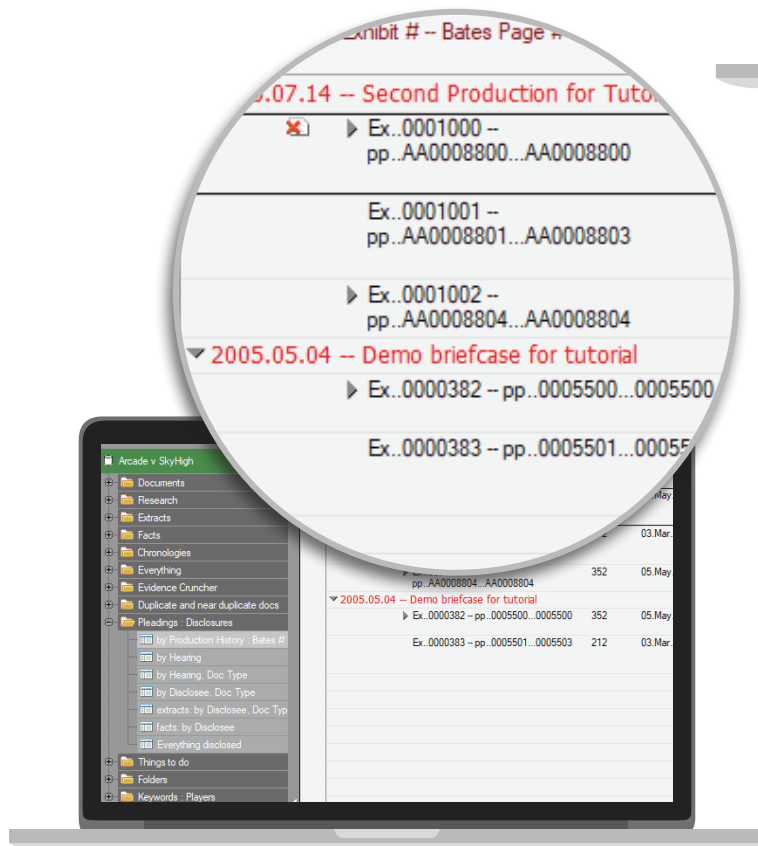 Exhibit # -- Bates Page #
.07.14 -- Second Production for Tuto
Ex..0001000 --
pp..AA0008800...AA0008800
Ex..0001001 --
pp..AA0008801...AA0008803
Ex..0001002 --
pp..AA0008804...AA0008804
2005.05.04 -- Demo briefcase for tutorial
Ex..0000382 -- pp..0005500...0005500
Ex..0000383 -- pp..0005501...0005
Arcade v SkyHigh
Documents
Research
Extracts
Facts
Chronologies
Everything
Evidence Cruncher
Duplicate and near duplicate docs
Pleadings : Disclosures
by Production History : Bates #
by Hearing
by Hearing, Doc Type
by Disclosee, Doc Type
extracts: by Disclosee, Doc Typ
facts: by Disclosee
Everything disclosed
Things to do
Folders
Keywords : Players
May.
03.Mar.
352 05.May.
pp..AA0008804...AA0008804
2005.05.04 -- Demo briefcase for tutorial
Ex..0000382 -- pp..0005500...0005500 352 05.May.
Ex..0000383 -- pp..0005501...0005503 212 03.Mar.